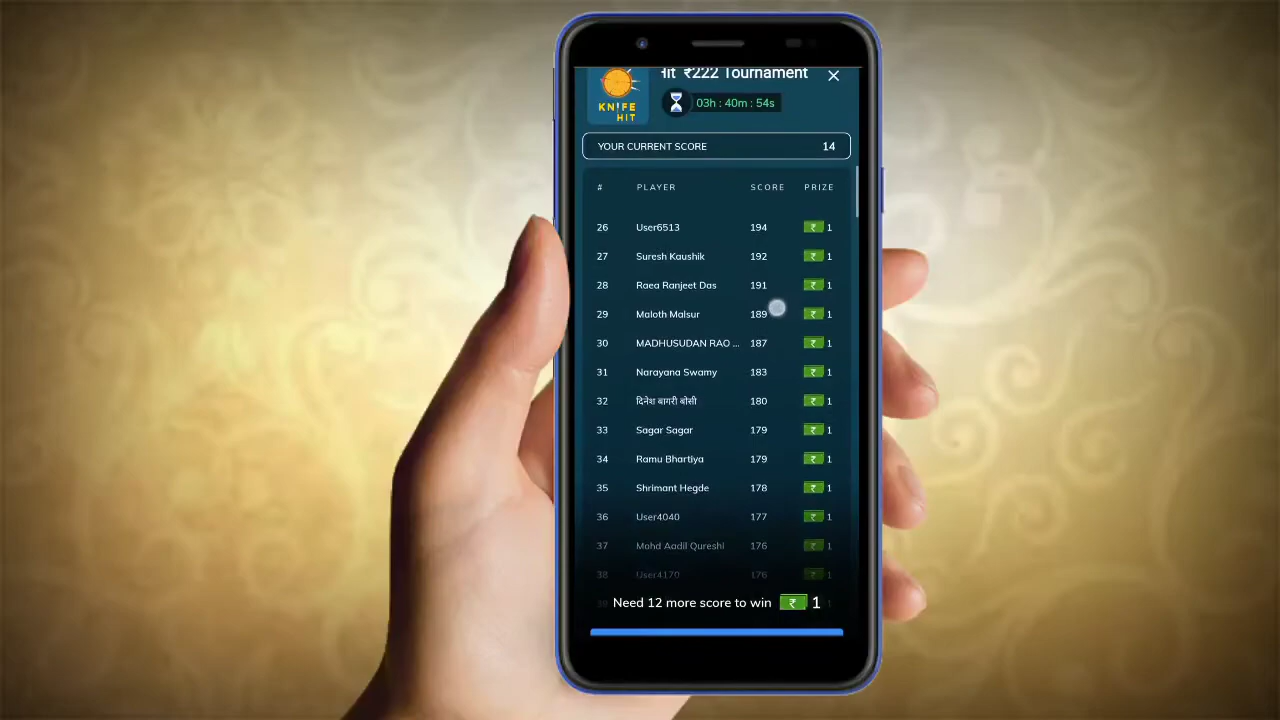 Hit ₹222 Tournament
KNIFE
HIT
03h : 40m : 54s
YOUR CURRENT SCORE 14
# PLAYER SCORE PRIZE
26 User6513 194 ₹ 1
27 Suresh Kaushik 192 ₹ 1
28 Raea Ranjeet Das 191 ₹ 1
29 Maloth Malsur 189 ₹ 1
30 MADHUSUDAN RAO ... 187 ₹ 1
31 Narayana Swamy 183 ₹ 1
32 दिनेश बागरी बोसी 180 ₹ 1
33 Sagar Sagar 179 ₹ 1
34 Ramu Bhartiya 179 ₹ 1
35 Shrimant Hegde 178 ₹ 1
36 User4040 177 ₹ 1
37 Mohd Aadil Qureshi 176 ₹ 1
38 User4170 176 ₹ 1
Need 12 more score to win ₹ 1